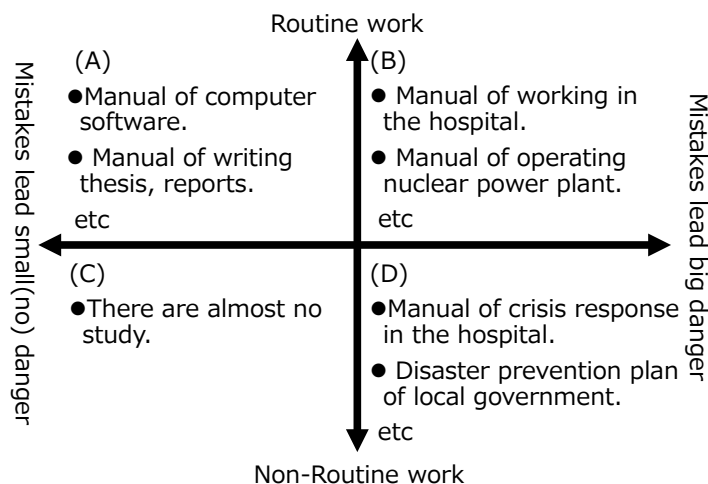 Routine work
(A)
●Manual of computer
software.
● Manual of writing
thesis, reports.
etc
(B)
● Manual of working in
the hospital.
● Manual of operating
nuclear power plant.
etc
Mistakes lead small(no) danger
Mistakes lead big danger
(C)
●There are almost no
study.
(D)
●Manual of crisis response
in the hospital.
● Disaster prevention plan
of local government.
etc
Non-Routine work